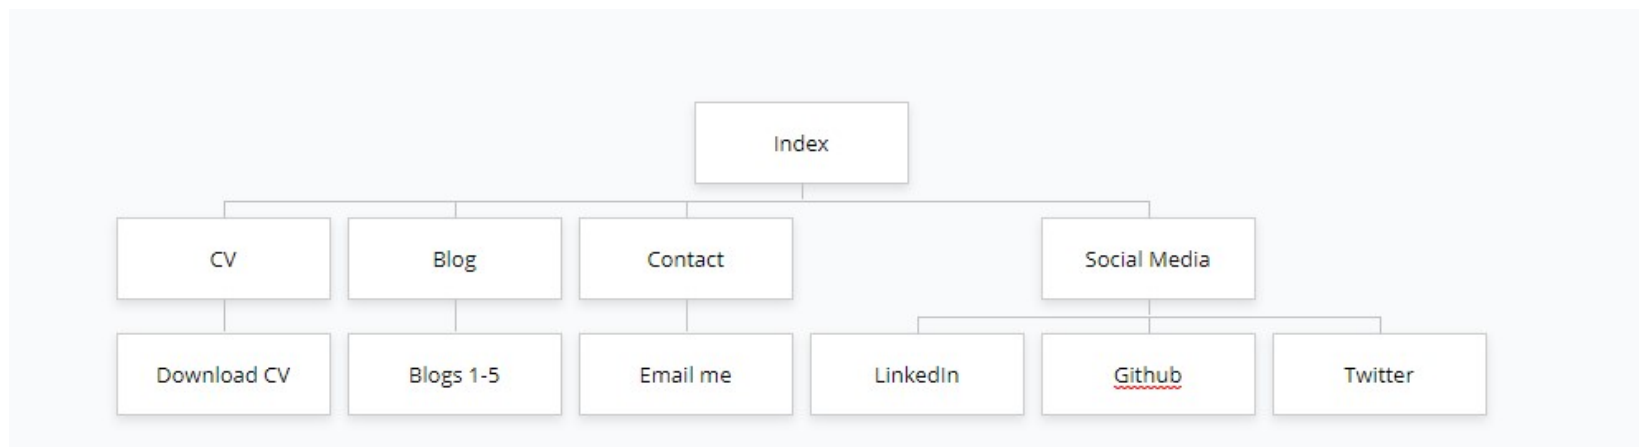 Index
CV
Blog
Contact
Social Media
Download CV
Blogs 1-5
Email me
LinkedIn
Github
Twitter